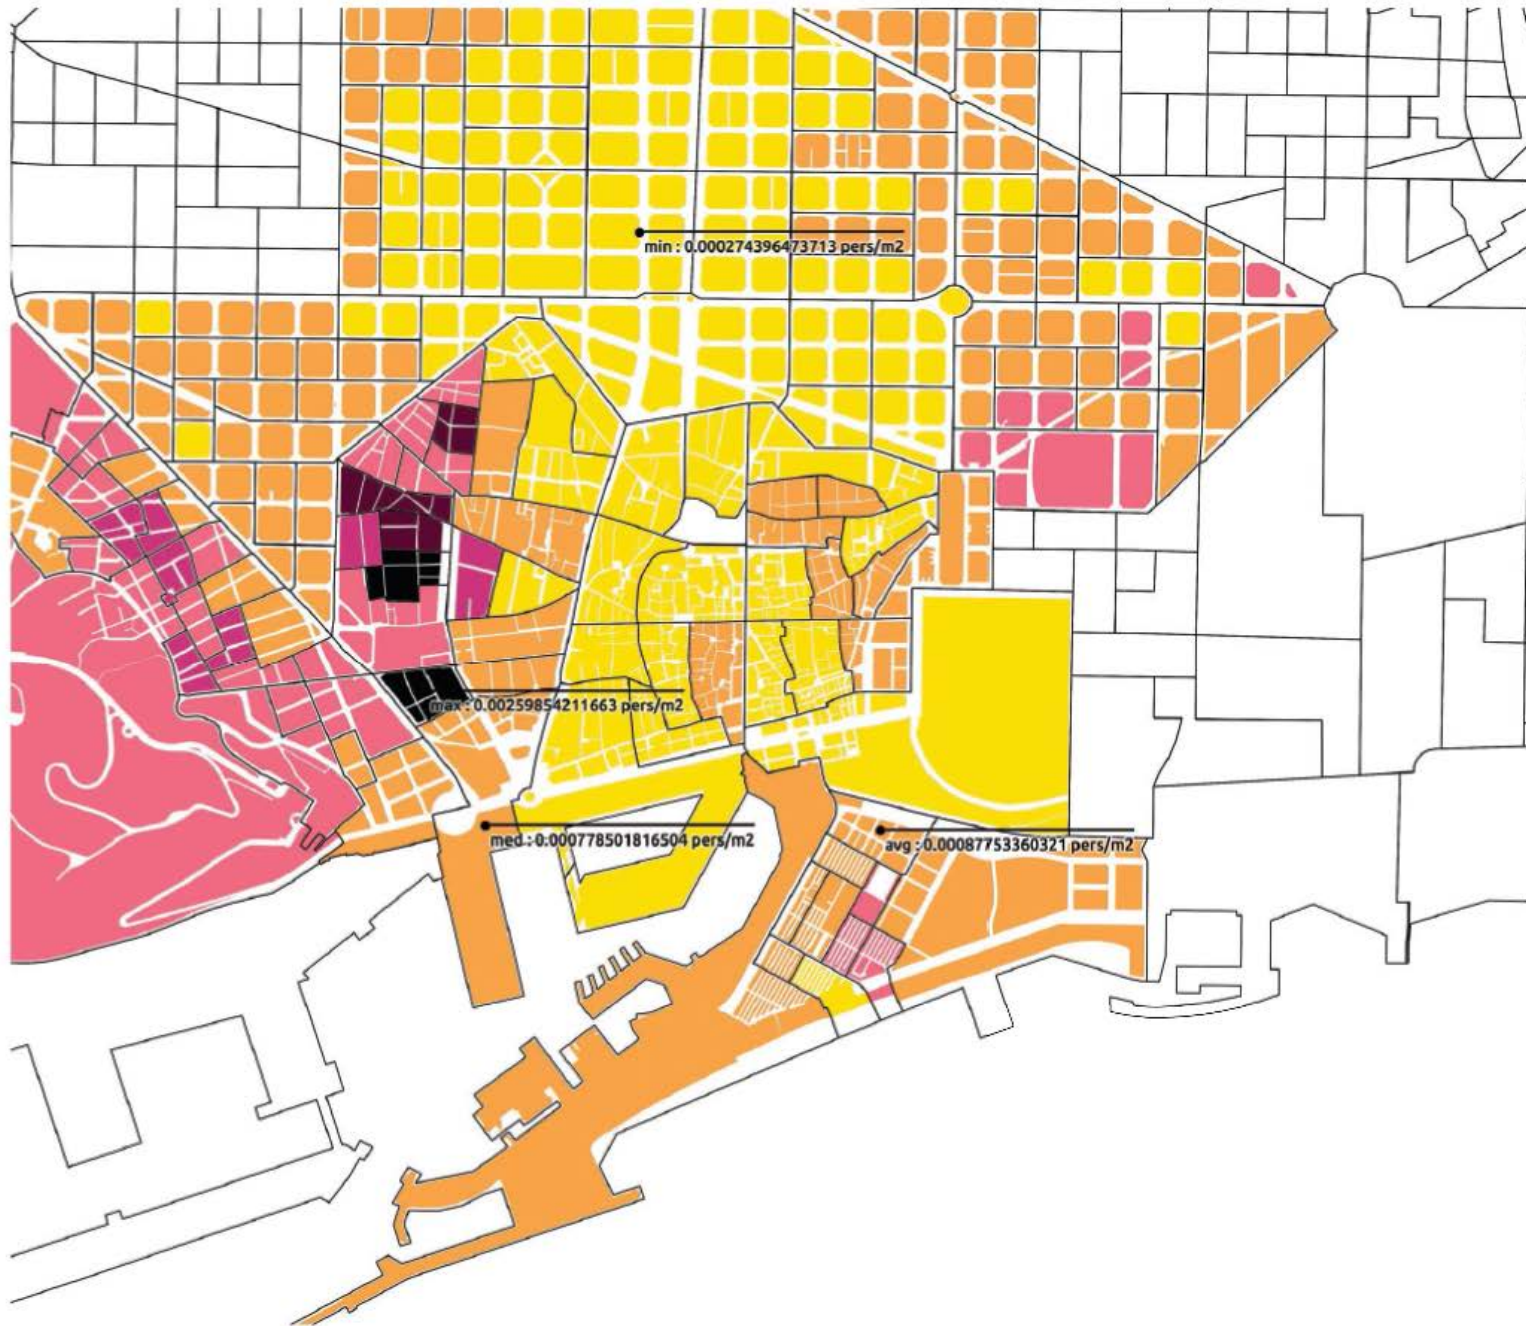 min : 0.000274396473713 pers/m2
max : 0.00259854211663 pers/m2
med : 0.000778501816504 pers/m2
avg : 0.00087753360321 pers/m2